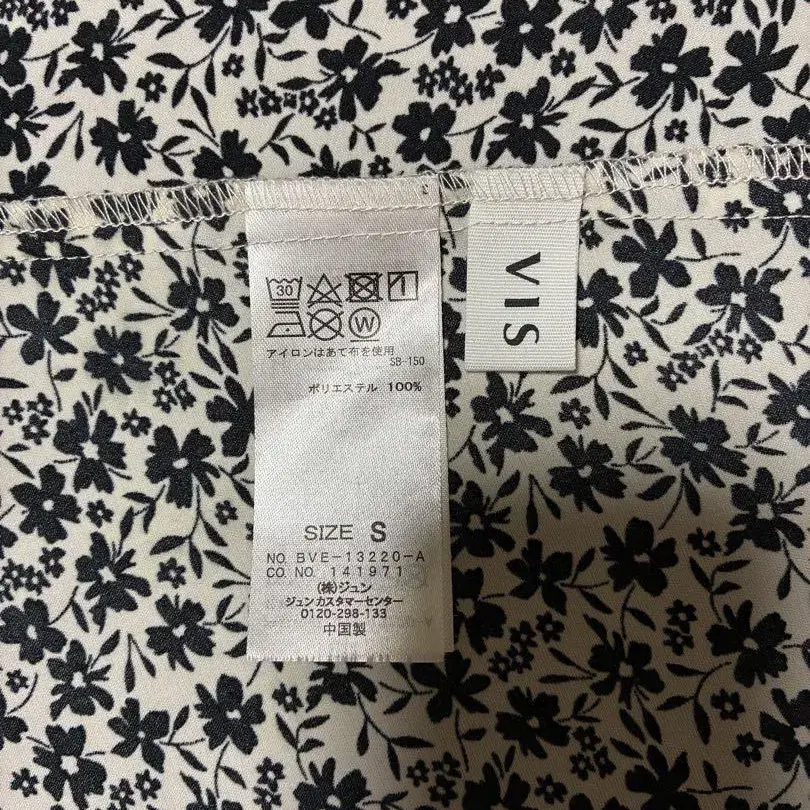 30
1
W
アイロンはあて布を使用
SB-150
ポリエステル 100%
SIZE S
NO. BVE-13220-A
CO. NO. 141971
(株)ジュン
ジュンカスタマーセンター
0120-298-133
中国製
VIS